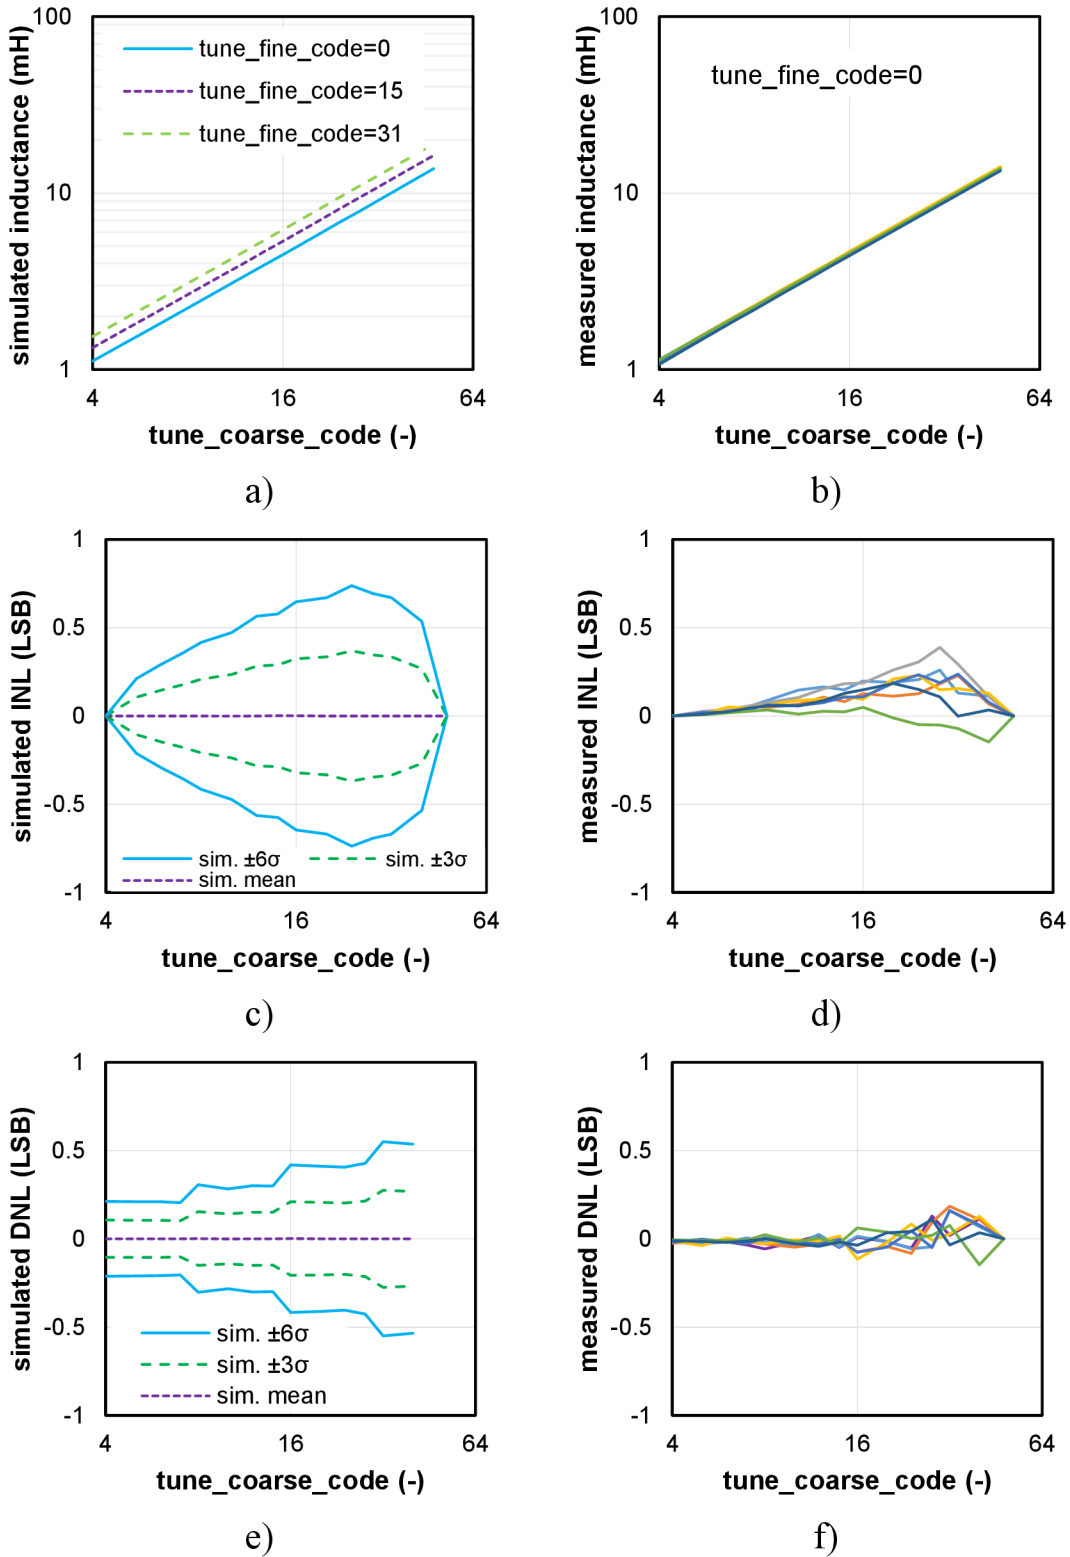 simulated inductance (mH)
100
10
1
tune_fine_code=0
tune_fine_code=15
tune_fine_code=31
4
16
64
tune_coarse_code (-)
a)
measured inductance (mH)
100
10
1
tune_fine_code=0
4
16
64
tune_coarse_code (-)
b)
simulated INL (LSB)
1
0.5
0
-0.5
-1
sim. ±6σ
sim. ±3σ
sim. mean
4
16
64
tune_coarse_code (-)
c)
measured INL (LSB)
1
0.5
0
-0.5
-1
4
16
64
tune_coarse_code (-)
d)
simulated DNL (LSB)
1
0.5
0
-0.5
-1
sim. ±6σ
sim. ±3σ
sim. mean
4
16
64
tune_coarse_code (-)
e)
measured DNL (LSB)
1
0.5
0
-0.5
-1
4
16
64
tune_coarse_code (-)
f)